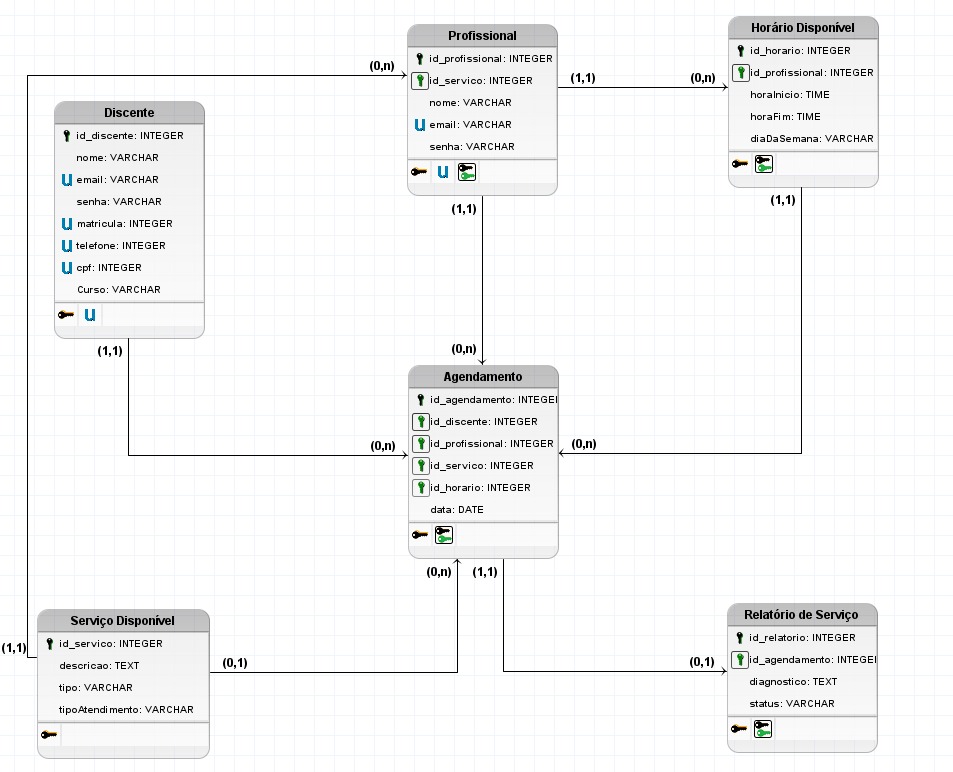 Profissional
id_profissional: INTEGER
id_servico: INTEGER
nome: VARCHAR
U email: VARCHAR
senha: VARCHAR
U
Horário Disponível
id_horario: INTEGER
id_profissional: INTEGER
horaInicio: TIME
horaFim: TIME
diaDaSemana: VARCHAR
(0,n)
(1,1)
(0,n)
Discente
id_discente: INTEGER
nome: VARCHAR
U email: VARCHAR
senha: VARCHAR
U matricula: INTEGER
U telefone: INTEGER
U cpf: INTEGER
Curso: VARCHAR
U
(1,1)
(1,1)
(1,1)
(0,n)
(0,n)
(0,n)
Agendamento
id_agendamento: INTEGEI
id_discente: INTEGER
id_profissional: INTEGER
id_servico: INTEGER
id_horario: INTEGER
data: DATE
(0,n)
(1,1)
Serviço Disponível
id_servico: INTEGER
descricao: TEXT
tipo: VARCHAR
tipoAtendimento: VARCHAR
(1,1)
(0,1)
(0,1)
Relatório de Serviço
id_relatorio: INTEGER
id_agendamento: INTEGEI
diagnostico: TEXT
status: VARCHAR